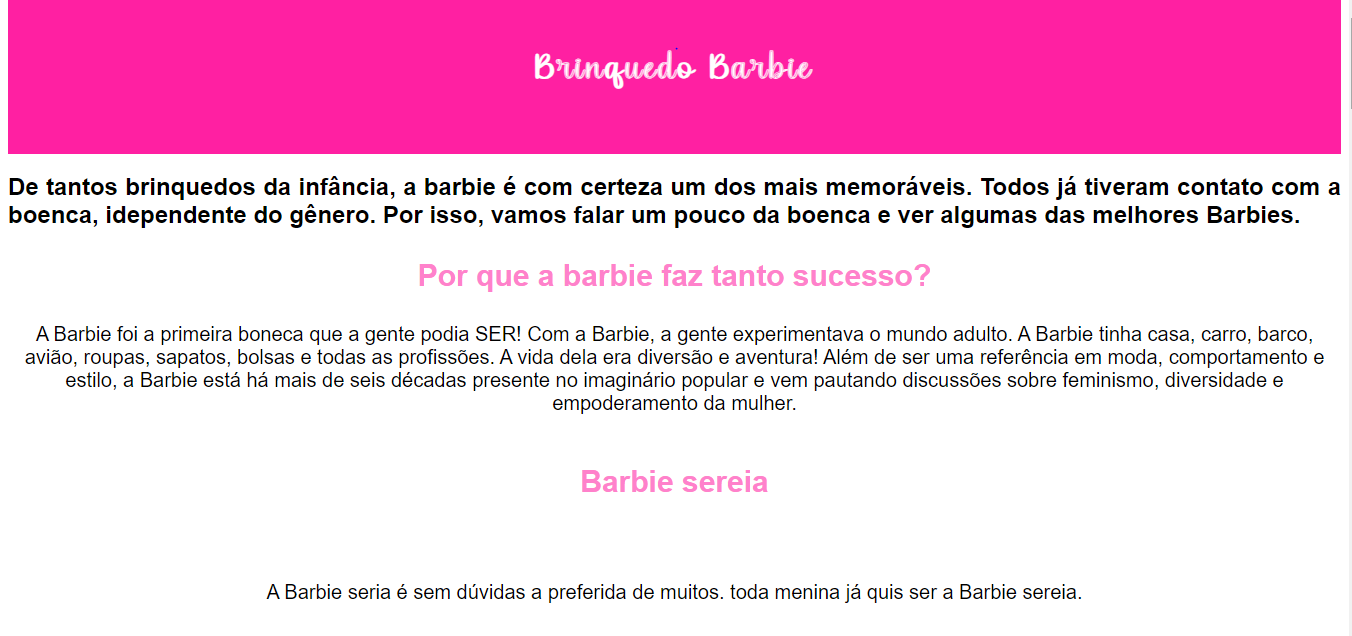 Brinquedo Barbie
De tantos brinquedos da infância, a barbie é com certeza um dos mais memoráveis. Todos já tiveram contato com a
boenca, idependente do gênero. Por isso, vamos falar um pouco da boenca e ver algumas das melhores Barbies.
Por que a barbie faz tanto sucesso?
A Barbie foi a primeira boneca que a gente podia SER! Com a Barbie, a gente experimentava o mundo adulto. A Barbie tinha casa, carro, barco,
avião, roupas, sapatos, bolsas e todas as profissões. A vida dela era diversão e aventura! Além de ser uma referência em moda, comportamento e
estilo, a Barbie está há mais de seis décadas presente no imaginário popular e vem pautando discussões sobre feminismo, diversidade e
empoderamento da mulher.
Barbie sereia
A Barbie seria é sem dúvidas a preferida de muitos. toda menina já quis ser a Barbie sereia.